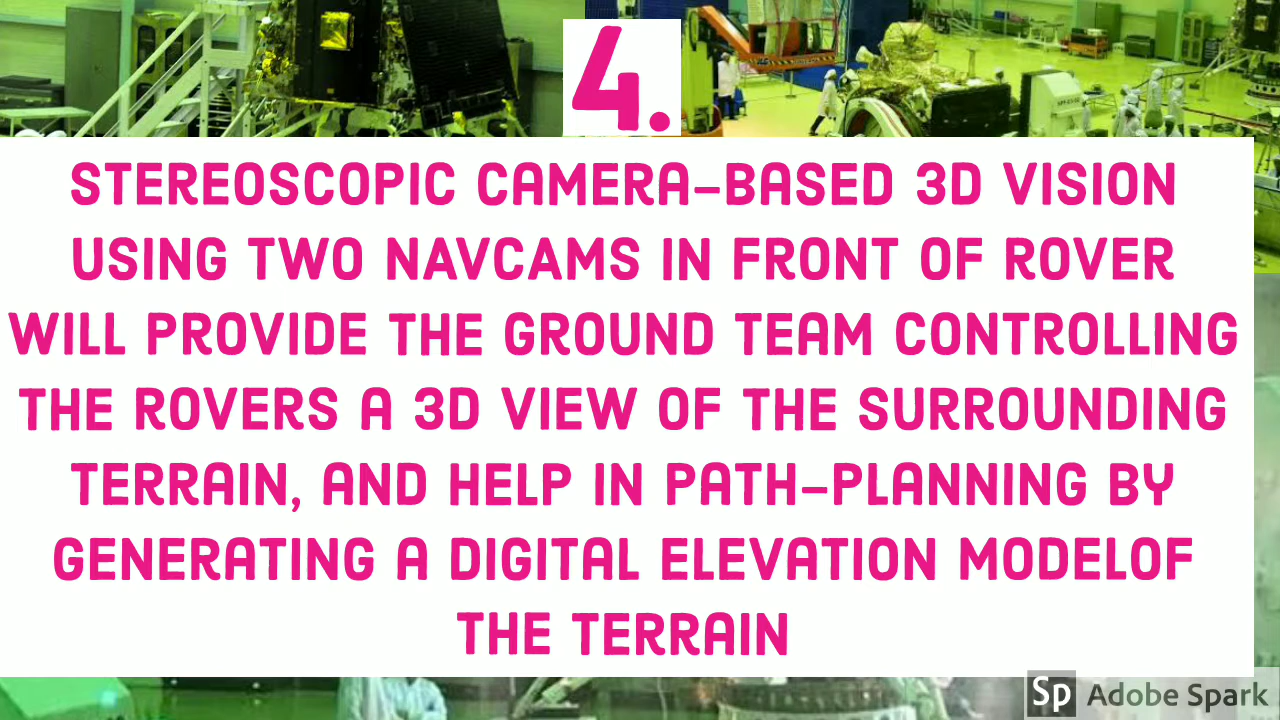 4.
STEREOSCOPIC CAMERA-BASED 3D VISION
USING TWO NAVCAMS IN FRONT OF ROVER
WILL PROVIDE THE GROUND TEAM CONTROLLING
THE ROVERS A 3D VIEW OF THE SURROUNDING
TERRAIN, AND HELP IN PATH-PLANNING BY
GENERATING A DIGITAL ELEVATION MODELOF
THE TERRAIN
Sp Adobe Spark